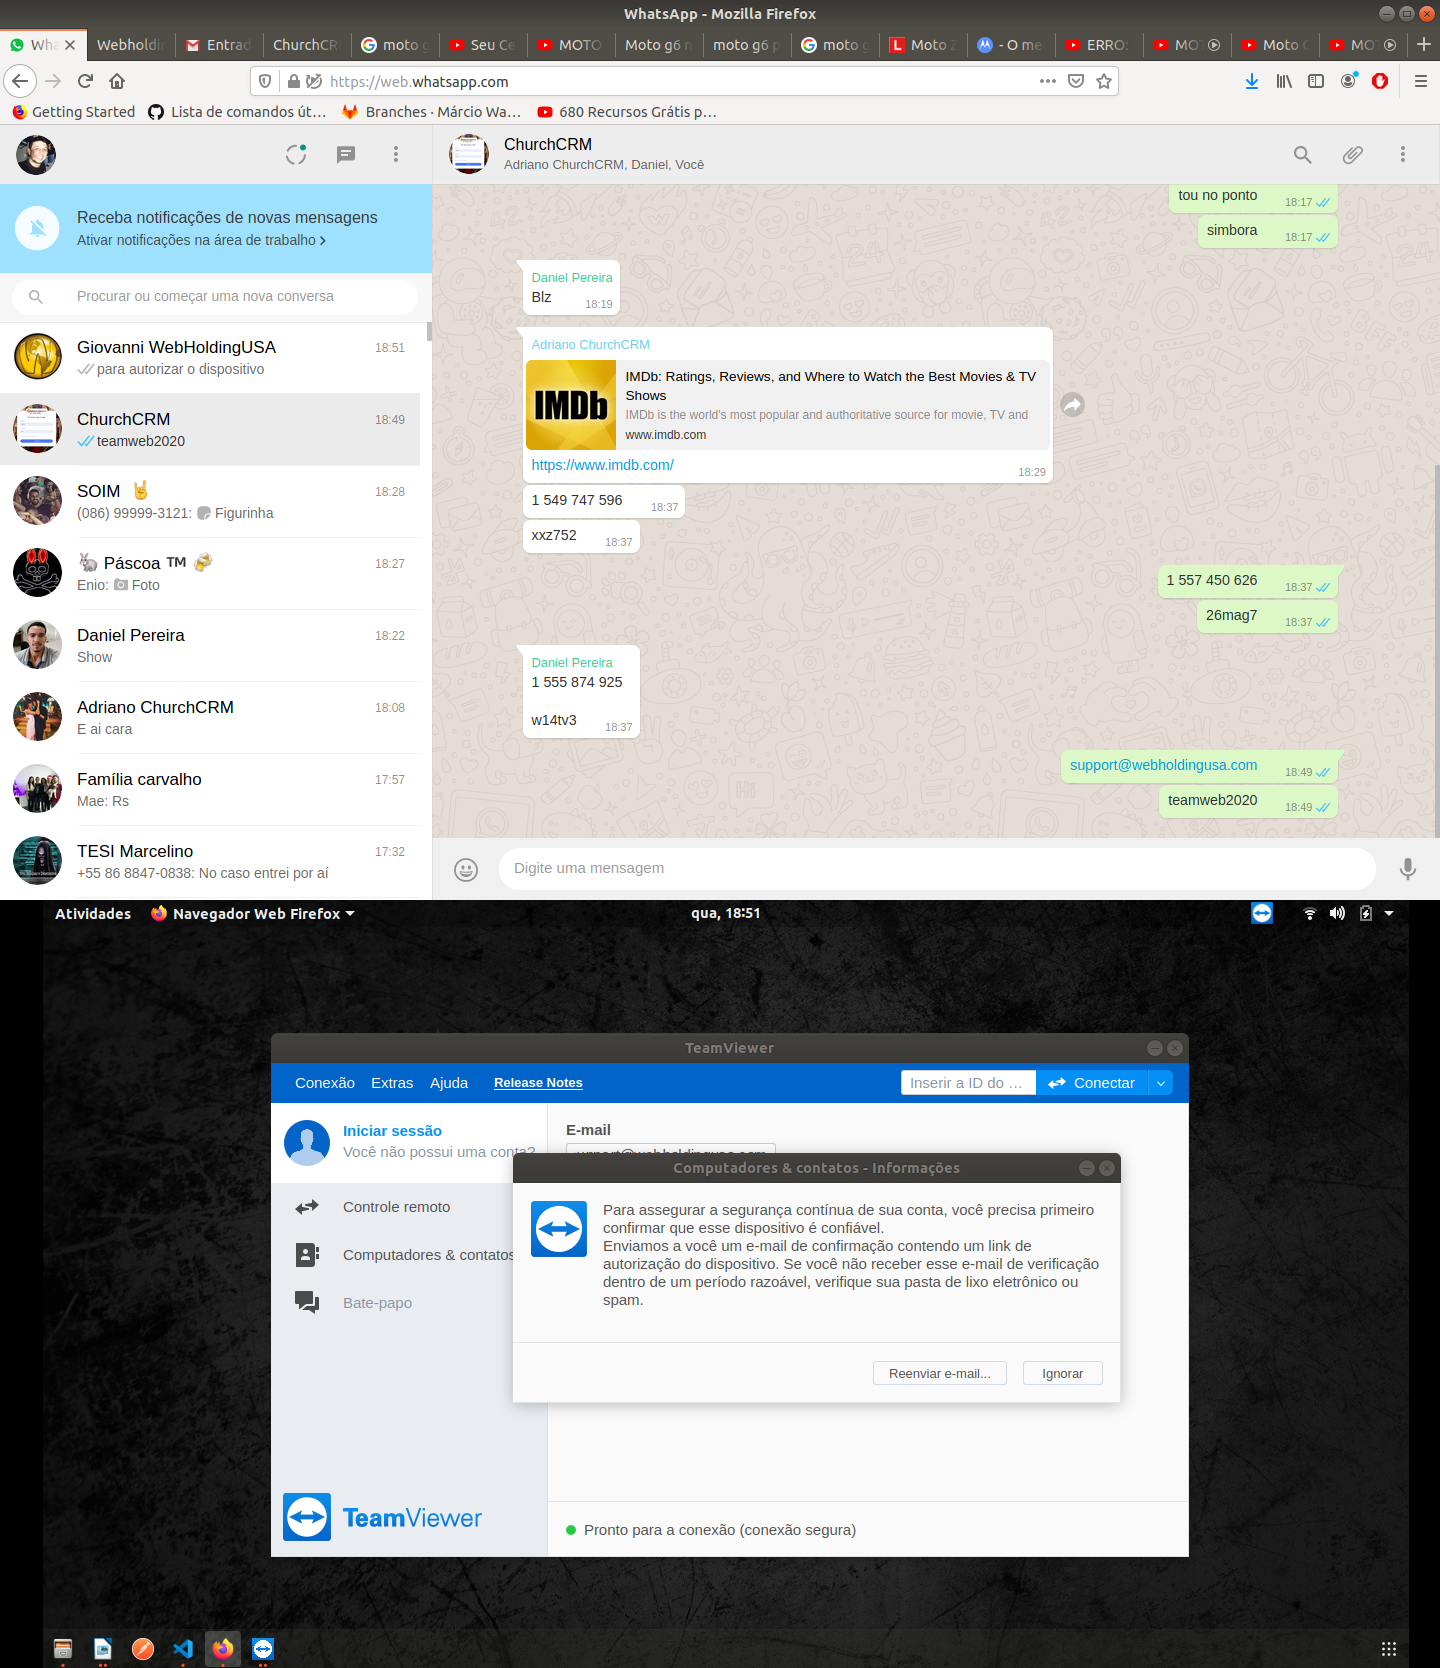 WhatsApp - Mozilla Firefox
Wha
Webholdin
Entrad
ChurchCR
moto g
Seu Ce
MOTO
Moto g6 n
moto g6 p
moto g
Moto Z
- O me
ERRO:
MOT
Moto G
MOT
https://web.whatsapp.com
Getting Started
Lista de comandos út…
Branches · Márcio Wa…
680 Recursos Grátis p…
Receba notificações de novas mensagens
Ativar notificações na área de trabalho
Procurar ou começar uma nova conversa
Giovanni WebHoldingUSA 18:51
para autorizar o dispositivo
ChurchCRM 18:49
teamweb2020
SOIM 🤘 18:28
(086) 99999-3121: Figurinha
🐇 Páscoa ™ 🍻 18:27
Enio: Foto
Daniel Pereira 18:22
Show
Adriano ChurchCRM 18:08
E ai cara
Família carvalho 17:57
Mae: Rs
TESI Marcelino 17:32
+55 86 8847-0838: No caso entrei por aí
ChurchCRM
Adriano ChurchCRM, Daniel, Você
tou no ponto 18:17
simbora 18:17
Daniel Pereira
Blz 18:19
Adriano ChurchCRM
IMDb
IMDb: Ratings, Reviews, and Where to Watch the Best Movies & TV
Shows
IMDb is the world's most popular and authoritative source for movie, TV and
www.imdb.com
https://www.imdb.com/ 18:29
1 549 747 596 18:37
xxz752 18:37
1 557 450 626 18:37
26mag7 18:37
Daniel Pereira
1 555 874 925
w14tv3 18:37
support@webholdingusa.com 18:49
teamweb2020 18:49
Digite uma mensagem
Atividades
Navegador Web Firefox
qua, 18:51
TeamViewer
Conexão Extras Ajuda Release Notes
Inserir a ID do … Conectar
Iniciar sessão
Você não possui uma conta?
Controle remoto
Computadores & contatos
Bate-papo
TeamViewer
E-mail
Computadores & contatos - Informações
Para assegurar a segurança contínua de sua conta, você precisa primeiro
confirmar que esse dispositivo é confiável.
Enviamos a você um e-mail de confirmação contendo um link de
autorização do dispositivo. Se você não receber esse e-mail de verificação
dentro de um período razoável, verifique sua pasta de lixo eletrônico ou
spam.
Reenviar e-mail... Ignorar
Pronto para a conexão (conexão segura)